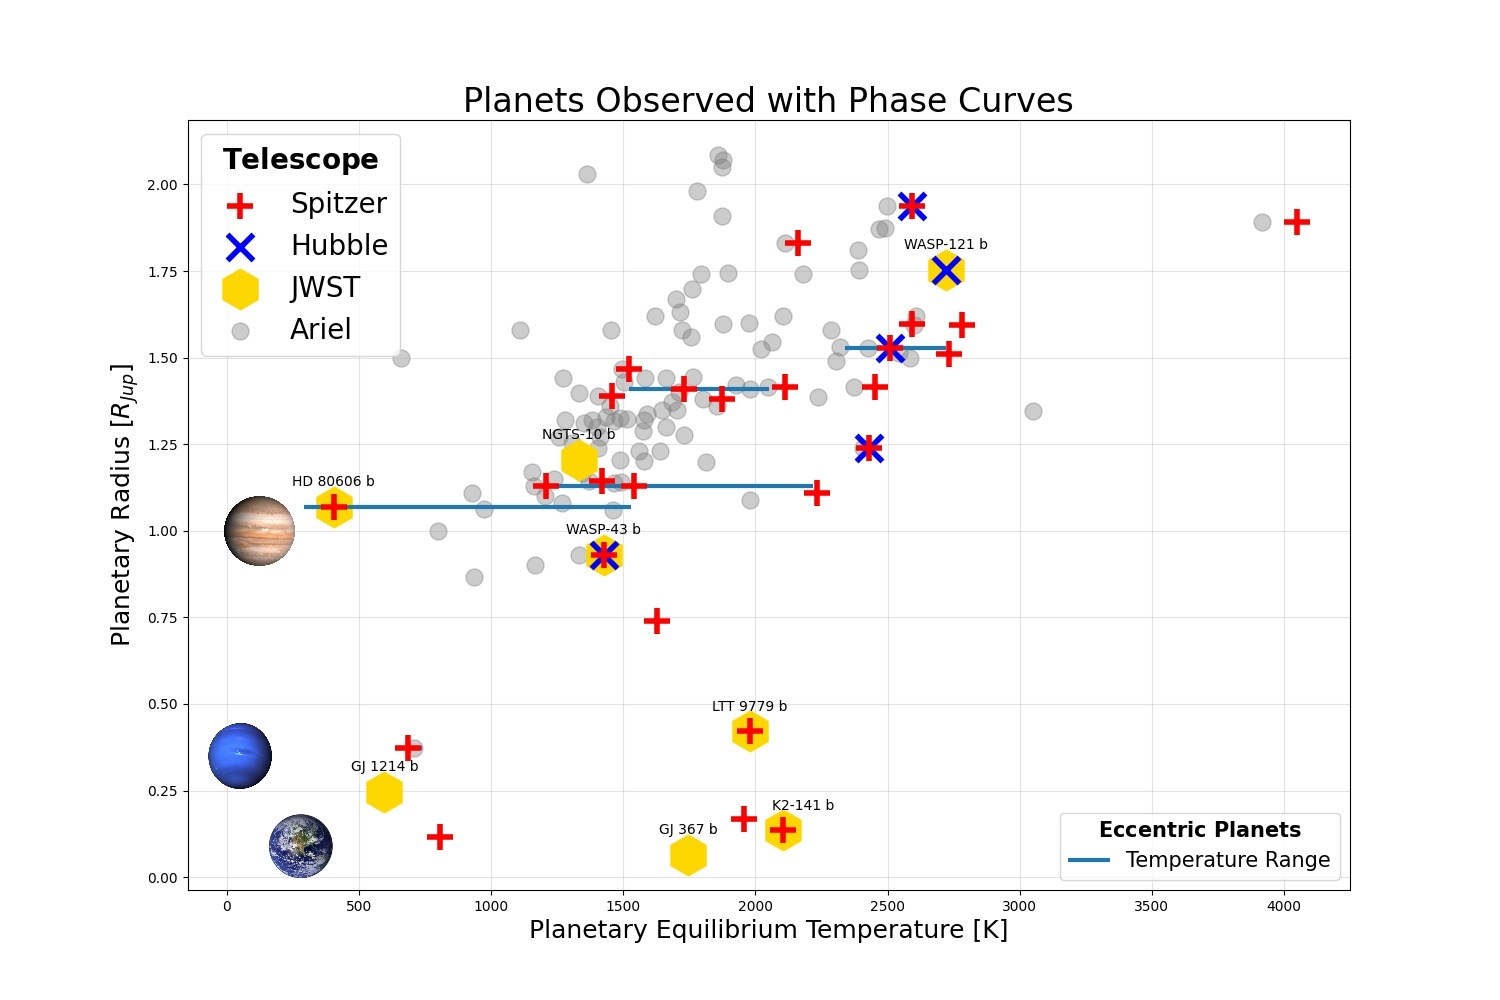 Planets Observed with Phase Curves
Telescope
Spitzer
Hubble
JWST
Ariel
WASP-121 b
NGTS-10 b
HD 80606 b
WASP-43 b
LTT 9779 b
GJ 1214 b
K2-141 b
GJ 367 b
Eccentric Planets
Temperature Range
2.00
1.75
1.50
1.25
1.00
0.75
0.50
0.25
0.00
Planetary Radius [R_Jup]
0 500 1000 1500 2000 2500 3000 3500 4000
Planetary Equilibrium Temperature [K]